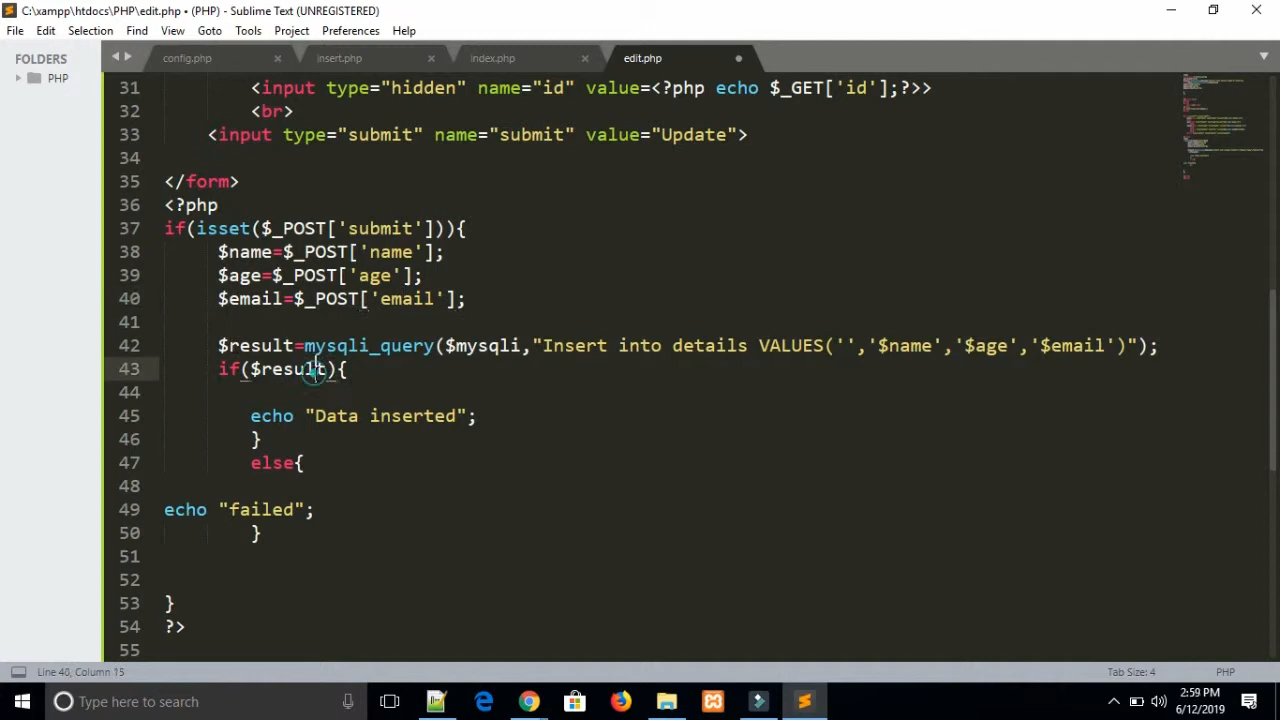 C:\xampp\htdocs\PHP\edit.php • (PHP) - Sublime Text (UNREGISTERED)
File Edit Selection Find View Goto Tools Project Preferences Help
FOLDERS
PHP
config.php insert.php index.php edit.php
31 <input type="hidden" name="id" value=<?php echo $_GET['id'];?>>
32 <br>
33 <input type="submit" name="submit" value="Update">
34
35 </form>
36 <?php
37 if(isset($_POST['submit'])){
38 $name=$_POST['name'];
39 $age=$_POST['age'];
40 $email=$_POST['email'];
41
42 $result=mysqli_query($mysqli,"Insert into details VALUES('','$name','$age','$email')");
43 if($result){
44
45 echo "Data inserted";
46 }
47 else{
48
49 echo "failed";
50 }
51
52
53 }
54 ?>
55
Line 40, Column 15 Tab Size: 4 PHP
Type here to search
2:59 PM
6/12/2019